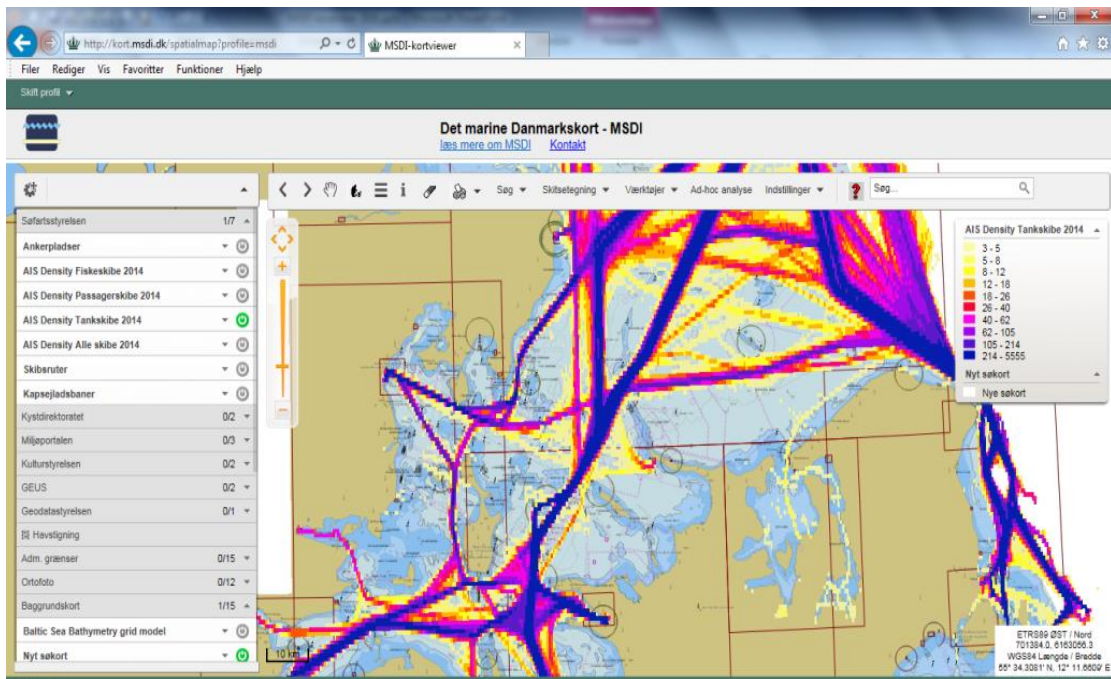 http://kort.msdi.dk/spatialmap?profile=msdi
MSDI-kortviewer
Filer Rediger Vis Favoritter Funktioner Hjælp
Skift profil
Det marine Danmarkskort - MSDI
læs mere om MSDI Kontakt
Søg Skitsetegning Værktøjer Ad-hoc analyse Indstillinger ? Søg...
Søfartsstyrelsen 1/7
Ankerpladser
AIS Density Fiskeskibe 2014
AIS Density Passagerskibe 2014
AIS Density Tankskibe 2014
AIS Density Alle skibe 2014
Skibsruter
Kapsejladsbaner
Kystdirektoratet 0/2
Miljøportalen 0/3
Kulturstyrelsen 0/2
GEUS 0/2
Geodatastyrelsen 0/1
Havstigning
Adm. grænser 0/15
Ortofoto 0/12
Baggrundskort 1/15
Baltic Sea Bathymetry grid model
Nyt søkort
10 km
AIS Density Tankskibe 2014
3 - 5
5 - 8
8 - 12
12 - 18
18 - 26
26 - 40
40 - 62
62 - 105
105 - 214
214 - 5555
Nyt søkort
Nye søkort
ETRS89 ØST / Nord
701384.0, 6163056.3
WGS84 Længde / Bredde
55° 34.3081' N, 12° 11.6609' E